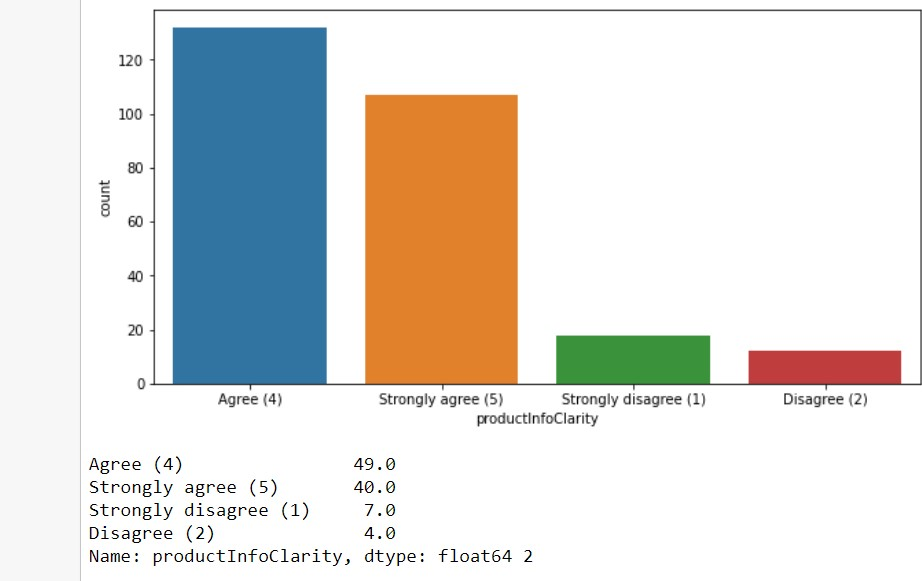 120
100
80
60
40
20
0
count
Agree (4) Strongly agree (5) Strongly disagree (1) Disagree (2)
productInfoClarity
Agree (4) 49.0
Strongly agree (5) 40.0
Strongly disagree (1) 7.0
Disagree (2) 4.0
Name: productInfoClarity, dtype: float64 2